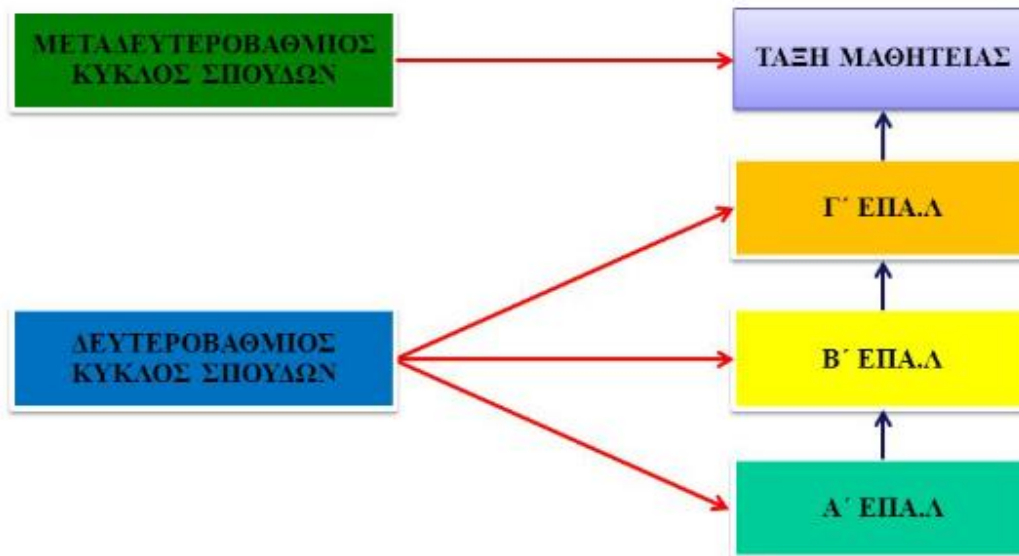 ΜΕΤΑΔΕΥΤΕΡΟΒΑΘΜΙΟΣ
ΚΥΚΛΟΣ ΣΠΟΥΔΩΝ
ΤΑΞΗ ΜΑΘΗΤΕΙΑΣ
Γ΄ ΕΠΑ.Λ
ΔΕΥΤΕΡΟΒΑΘΜΙΟΣ
ΚΥΚΛΟΣ ΣΠΟΥΔΩΝ
Β΄ ΕΠΑ.Λ
Α΄ ΕΠΑ.Λ